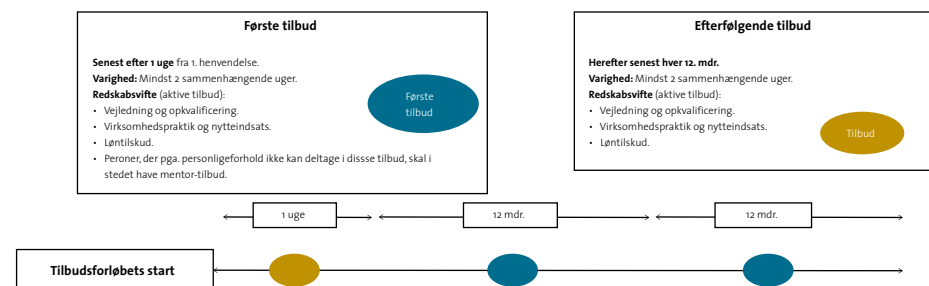 Første tilbud
Senest efter 1 uge fra 1. henvendelse.
Varighed: Mindst 2 sammenhængende uger.
Redskabsvifte (aktive tilbud):
• Vejledning og opkvalificering.
• Virksomhedspraktik og nytteindsats.
• Løntilskud.
• Peroner, der pga. personligeforhold ikke kan deltage i dissse tilbud, skal i
stedet have mentor-tilbud.
Første
tilbud
Efterfølgende tilbud
Herefter senest hver 12. mdr.
Varighed: Mindst 2 sammenhængende uger.
Redskabsvifte (aktive tilbud):
• Vejledning og opkvalificering.
• Virksomhedspraktik og nytteindsats.
• Løntilskud.
Tilbud
1 uge
12 mdr.
12 mdr.
Tilbudsforløbets start